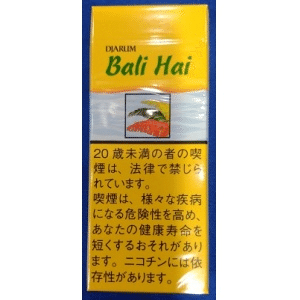 DJARUM
Bali Hai
20歳未満の者の喫
煙は、法律で禁じら
れています。
喫煙は、様々な疾病
になる危険性を高め、
あなたの健康寿命を
短くするおそれがあり
ます。ニコチンには依
存性があります。